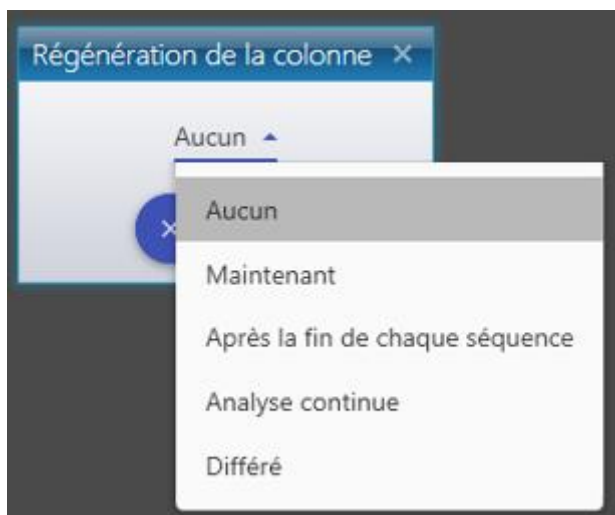 Régénération de la colonne ×
Aucun
Aucun
Maintenant
Après la fin de chaque séquence
Analyse continue
Différé